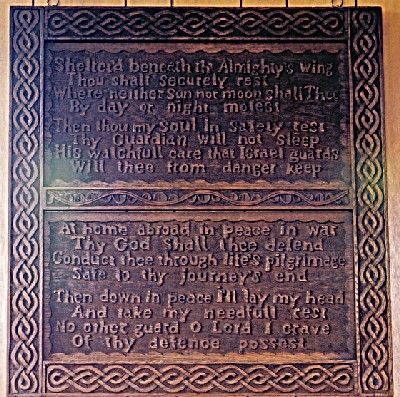 Shelter'd beneath th' Almighty's wing
Thou shalt securely rest
Where neither Sun nor moon Shall Thee
By day or night molest
Then thou my Soul in safety rest
Thy Guardian will not Sleep
His watchfull care that Israel guards
Will thee from danger keep
At home abroad in Peace in war
Thy God Shall thee defend
Conduct thee through life's pilgrimage
Safe to thy journey's end
Then down in peace i'll lay my head
And take my needfull rest
No other guard O Lord I crave
Of thy defence possest